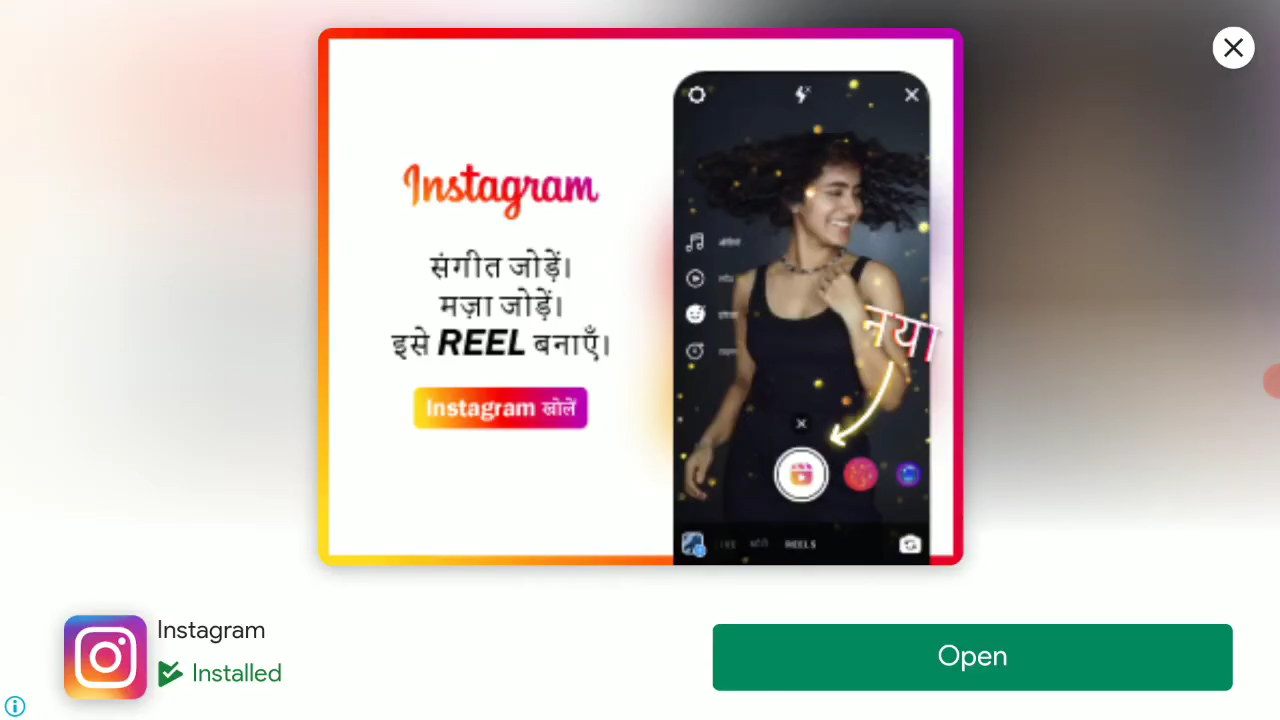 Instagram
संगीत जोड़ें।
मज़ा जोड़ें।
इसे REEL बनाएँ।
Instagram खोलें
नया
REELS
Instagram
Installed
Open